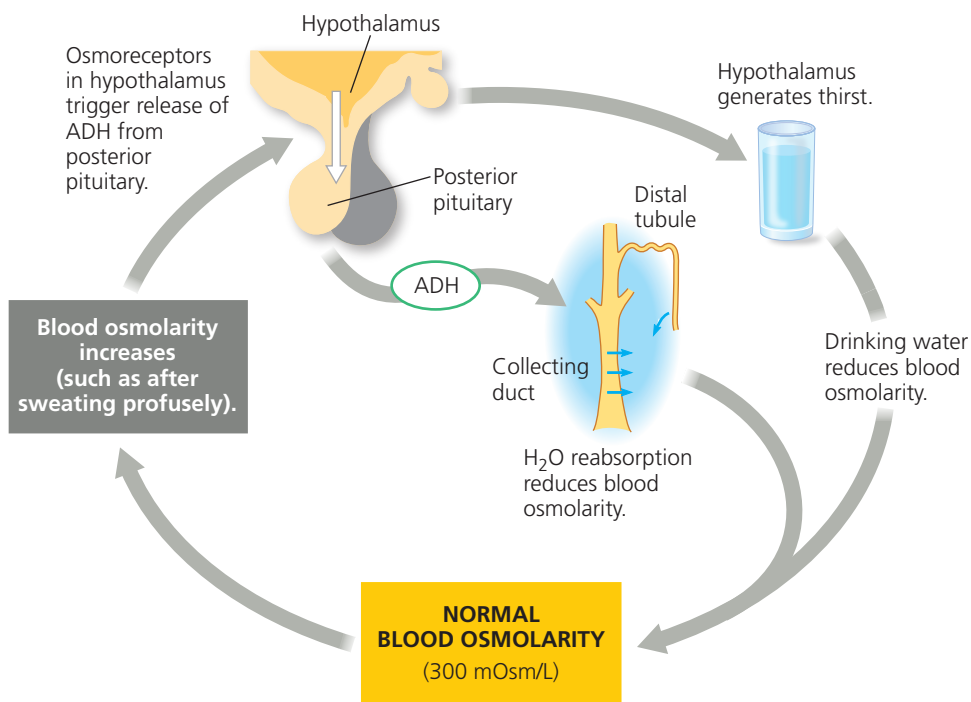 Hypothalamus
Osmoreceptors
in hypothalamus
trigger release of
ADH from
posterior
pituitary.
Hypothalamus
generates thirst.
Posterior
pituitary
Distal
tubule
ADH
Blood osmolarity
increases
(such as after
sweating profusely).
Collecting
duct
Drinking water
reduces blood
osmolarity.
H₂O reabsorption
reduces blood
osmolarity.
NORMAL
BLOOD OSMOLARITY
(300 mOsm/L)